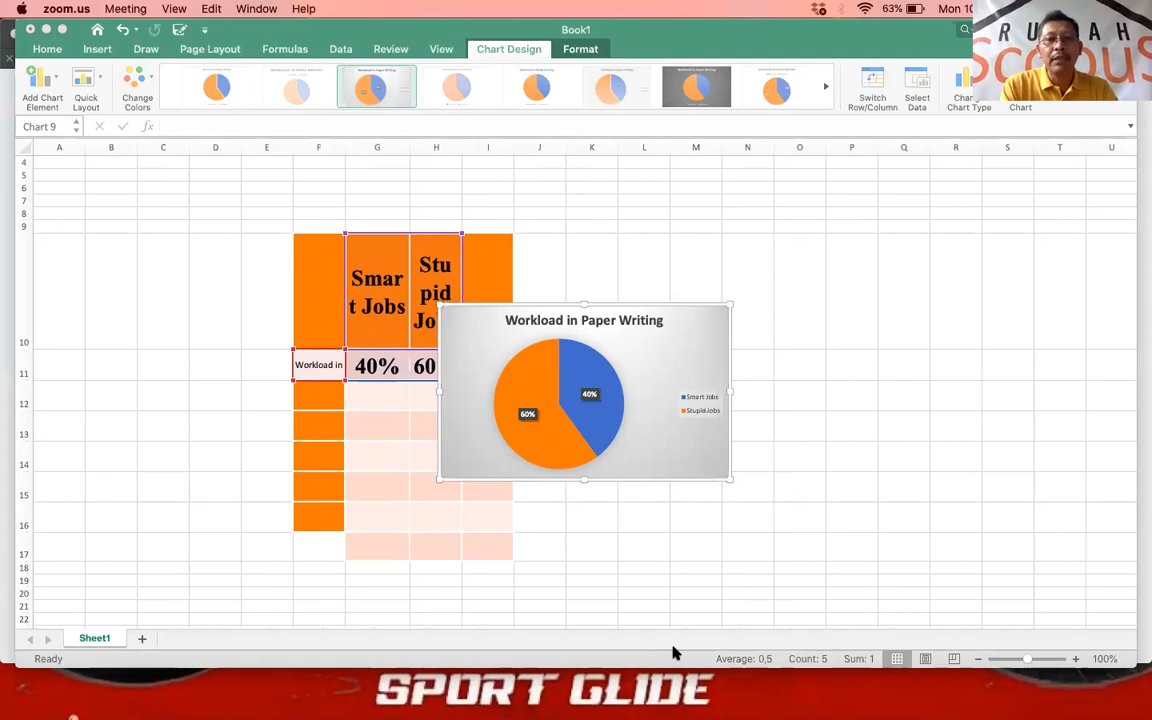 zoom.us Meeting View Edit Window Help 63% Mon 10
Book1
Home Insert Draw Page Layout Formulas Data Review View Chart Design Format
RU AH
Scous
Add Chart Element
Quick Layout
Change Colors
Switch Row/Column
Select Data
Chart Type
Chart
Chart 9 fx
A B C D E F G H I J K L M N O P Q R S T U
4
5
6
7
8
9
10
11
12
13
14
15
16
17
18
19
20
21
22
Smar
t Jobs
Stu
pid
Jo
Workload in 40% 60
Workload in Paper Writing
40%
60%
Smart Jobs
Stupid Jobs
Sheet1
Ready Average: 0,5 Count: 5 Sum: 1 100%
SPORT GLIDE